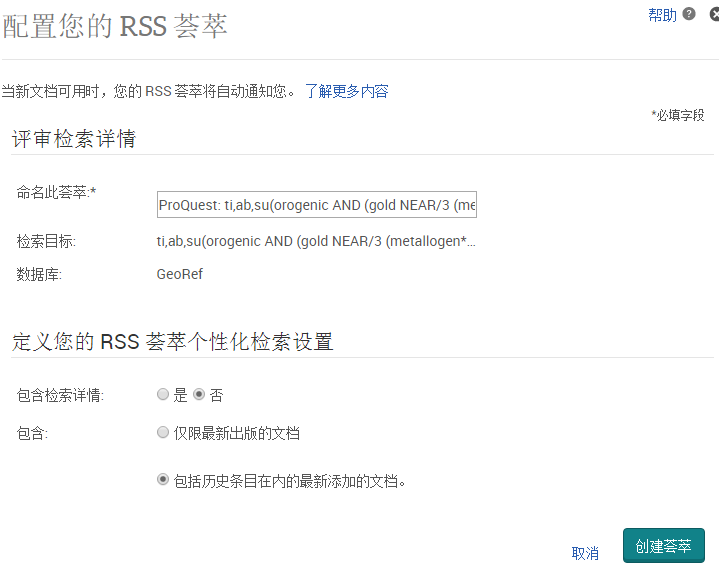 配置您的 RSS 荟萃
帮助
当新文档可用时，您的 RSS 荟萃将自动通知您。 了解更多内容
*必填字段
评审检索详情
命名此荟萃:* ProQuest: ti,ab,su(orogenic AND (gold NEAR/3 (me
检索目标: ti,ab,su(orogenic AND (gold NEAR/3 (metallogen*...
数据库: GeoRef
定义您的 RSS 荟萃个性化检索设置
包含检索详情: 是 否
包含: 仅限最新出版的文档
包括历史条目在内的最新添加的文档。
取消 创建荟萃